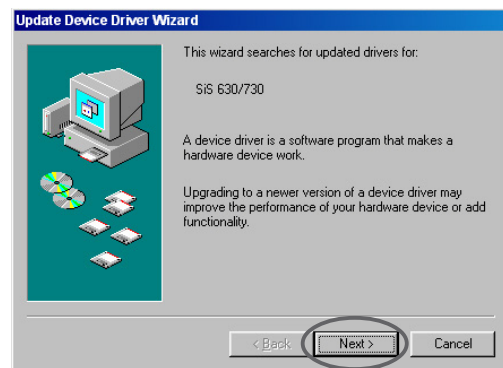 Update Device Driver Wizard
This wizard searches for updated drivers for:
SiS 630/730
A device driver is a software program that makes a
hardware device work.
Upgrading to a newer version of a device driver may
improve the performance of your hardware device or add
functionality.
< Back
Next >
Cancel